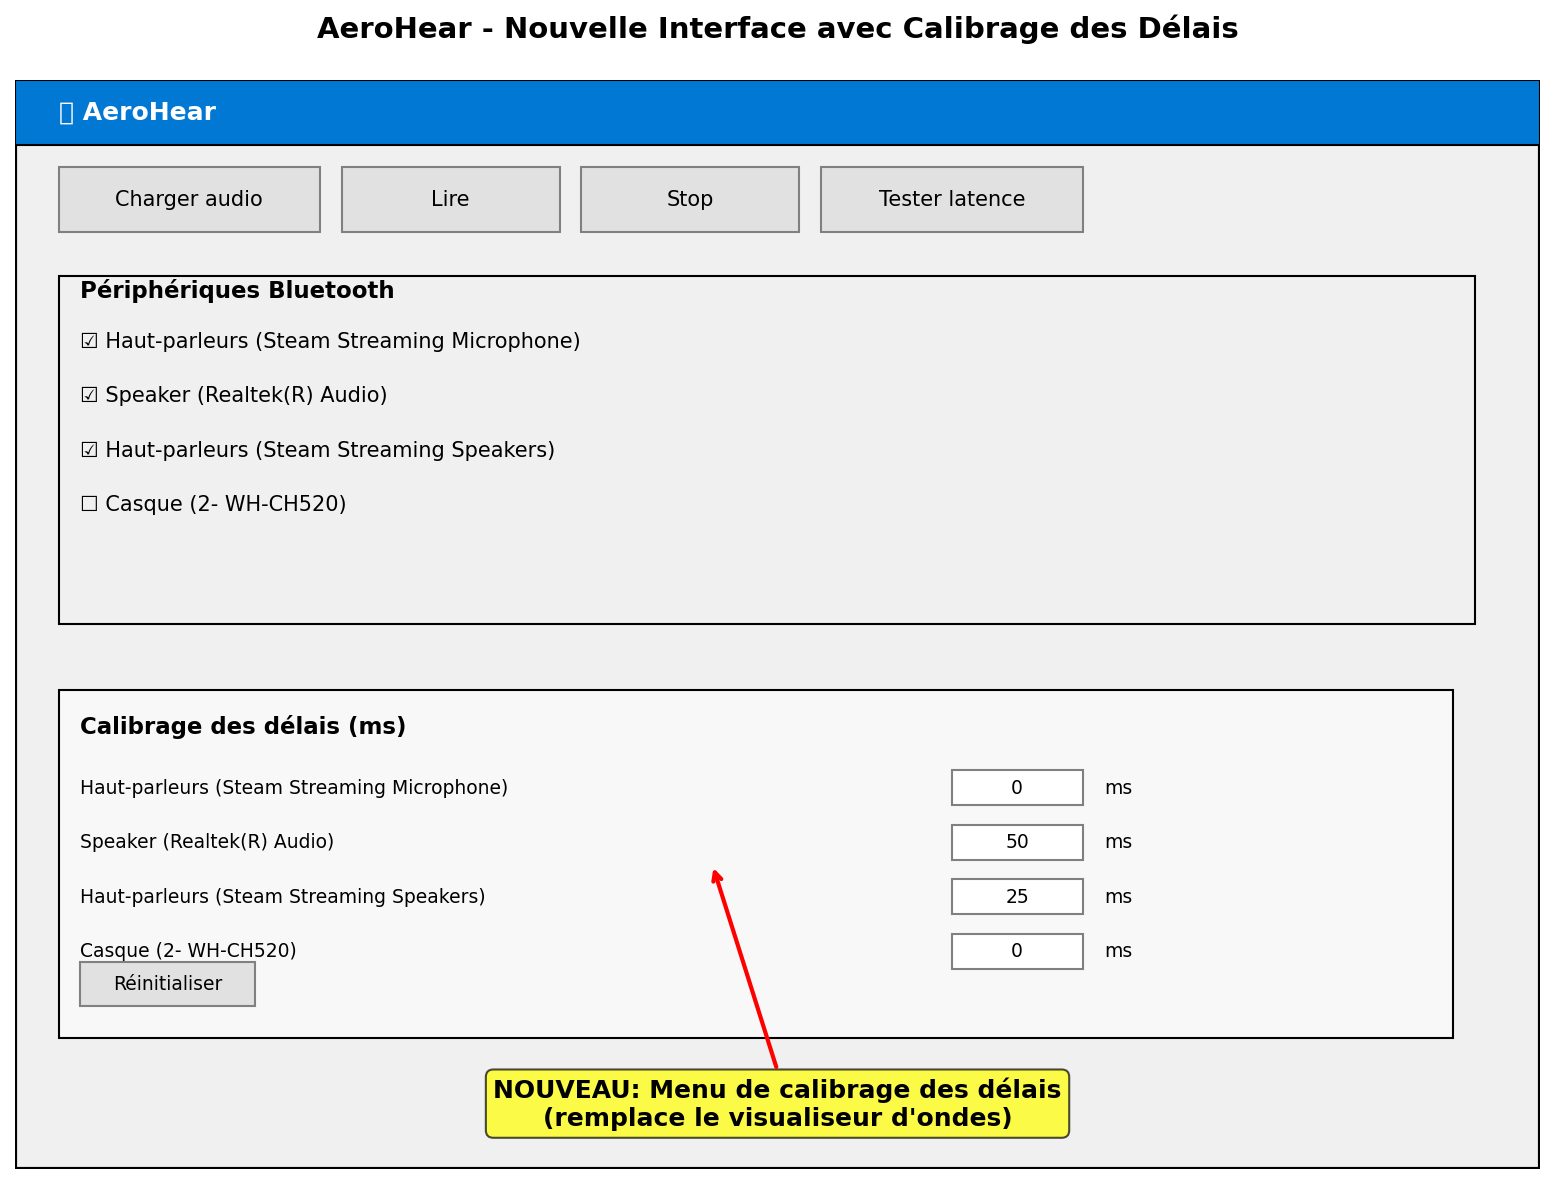 AeroHear - Nouvelle Interface avec Calibrage des Délais
AeroHear
Charger audio
Lire
Stop
Tester latence
Périphériques Bluetooth
☑ Haut-parleurs (Steam Streaming Microphone)
☑ Speaker (Realtek(R) Audio)
☑ Haut-parleurs (Steam Streaming Speakers)
☐ Casque (2- WH-CH520)
Calibrage des délais (ms)
Haut-parleurs (Steam Streaming Microphone) 0 ms
Speaker (Realtek(R) Audio) 50 ms
Haut-parleurs (Steam Streaming Speakers) 25 ms
Casque (2- WH-CH520) 0 ms
Réinitialiser
NOUVEAU: Menu de calibrage des délais
(remplace le visualiseur d'ondes)